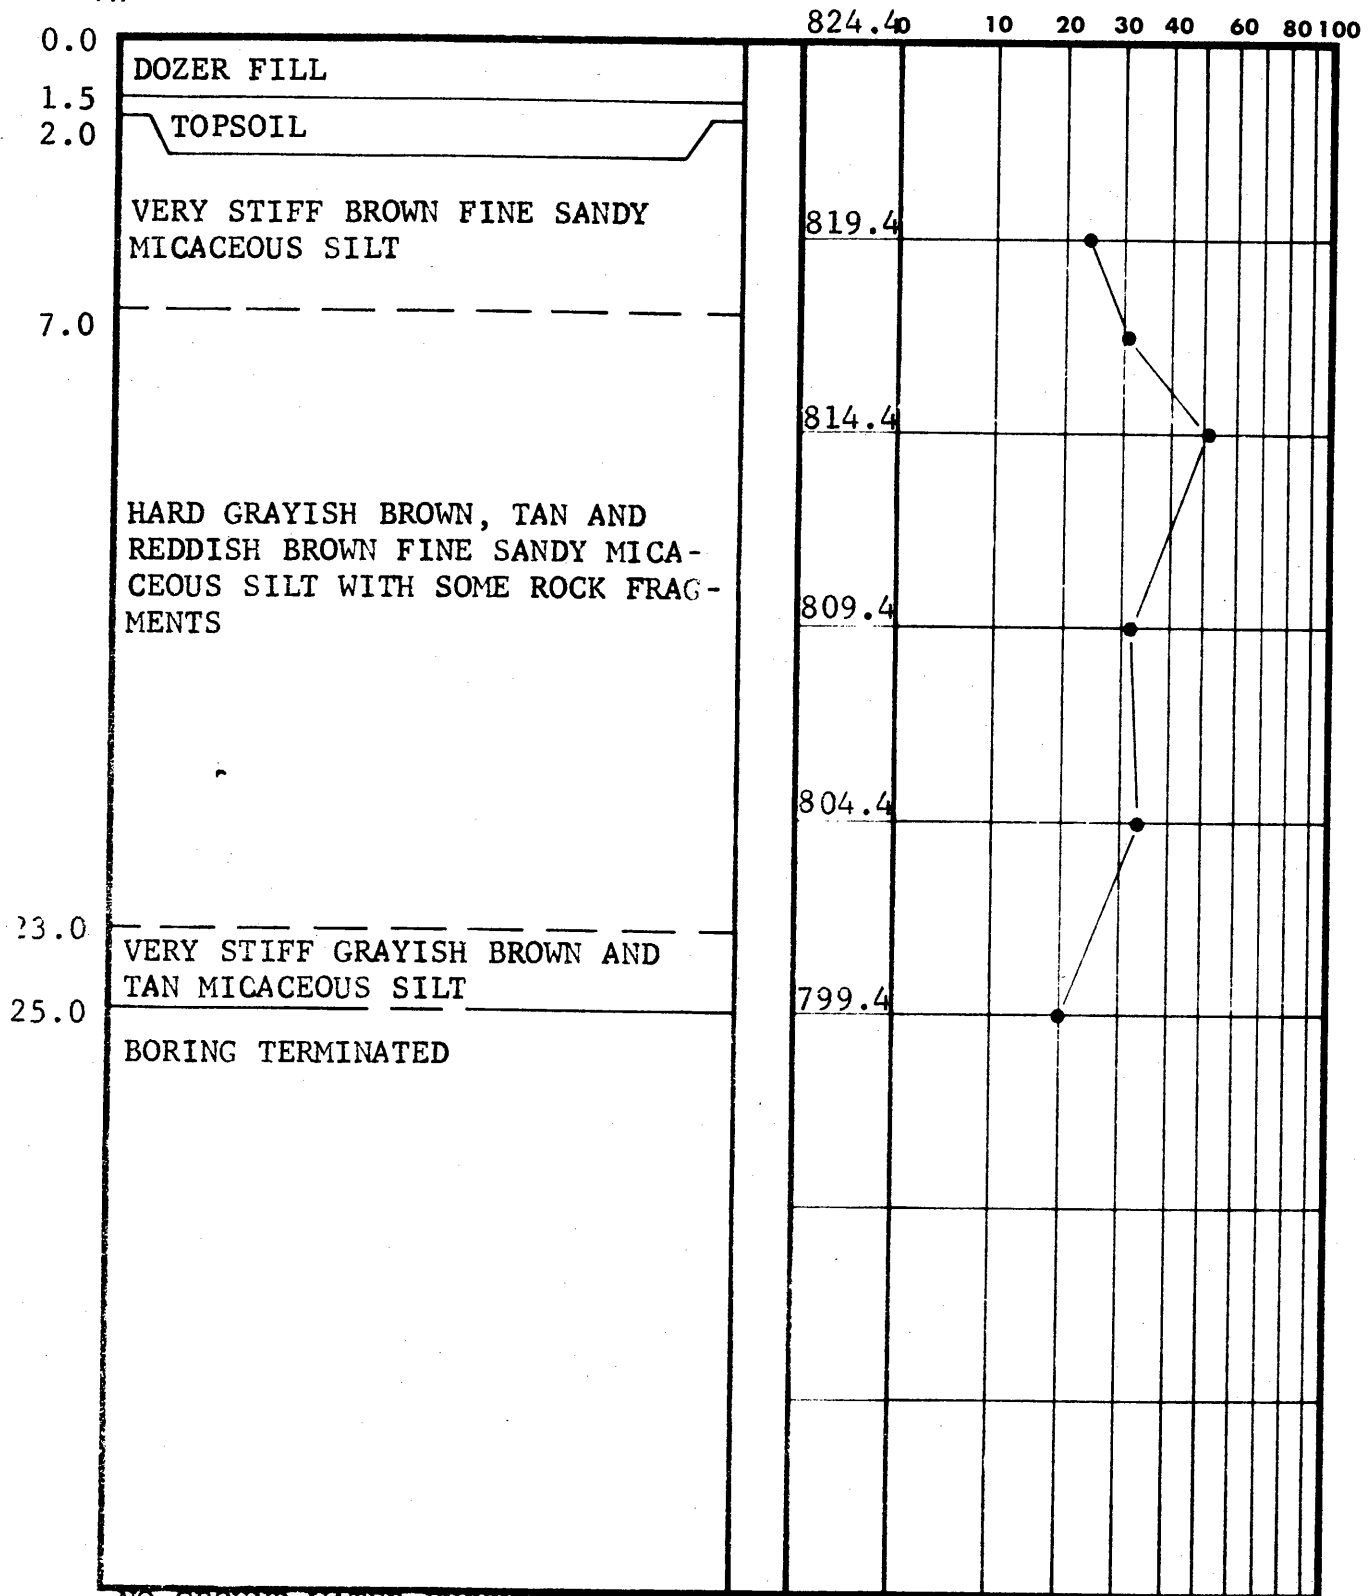 824.4 0 10 20 30 40 60 80 100
0.0
DOZER FILL
1.5
2.0 TOPSOIL
VERY STIFF BROWN FINE SANDY
MICACEOUS SILT
819.4
7.0
814.4
HARD GRAYISH BROWN, TAN AND
REDDISH BROWN FINE SANDY MICA-
CEOUS SILT WITH SOME ROCK FRAG-
MENTS
809.4
804.4
23.0
VERY STIFF GRAYISH BROWN AND
TAN MICACEOUS SILT
799.4
25.0
BORING TERMINATED